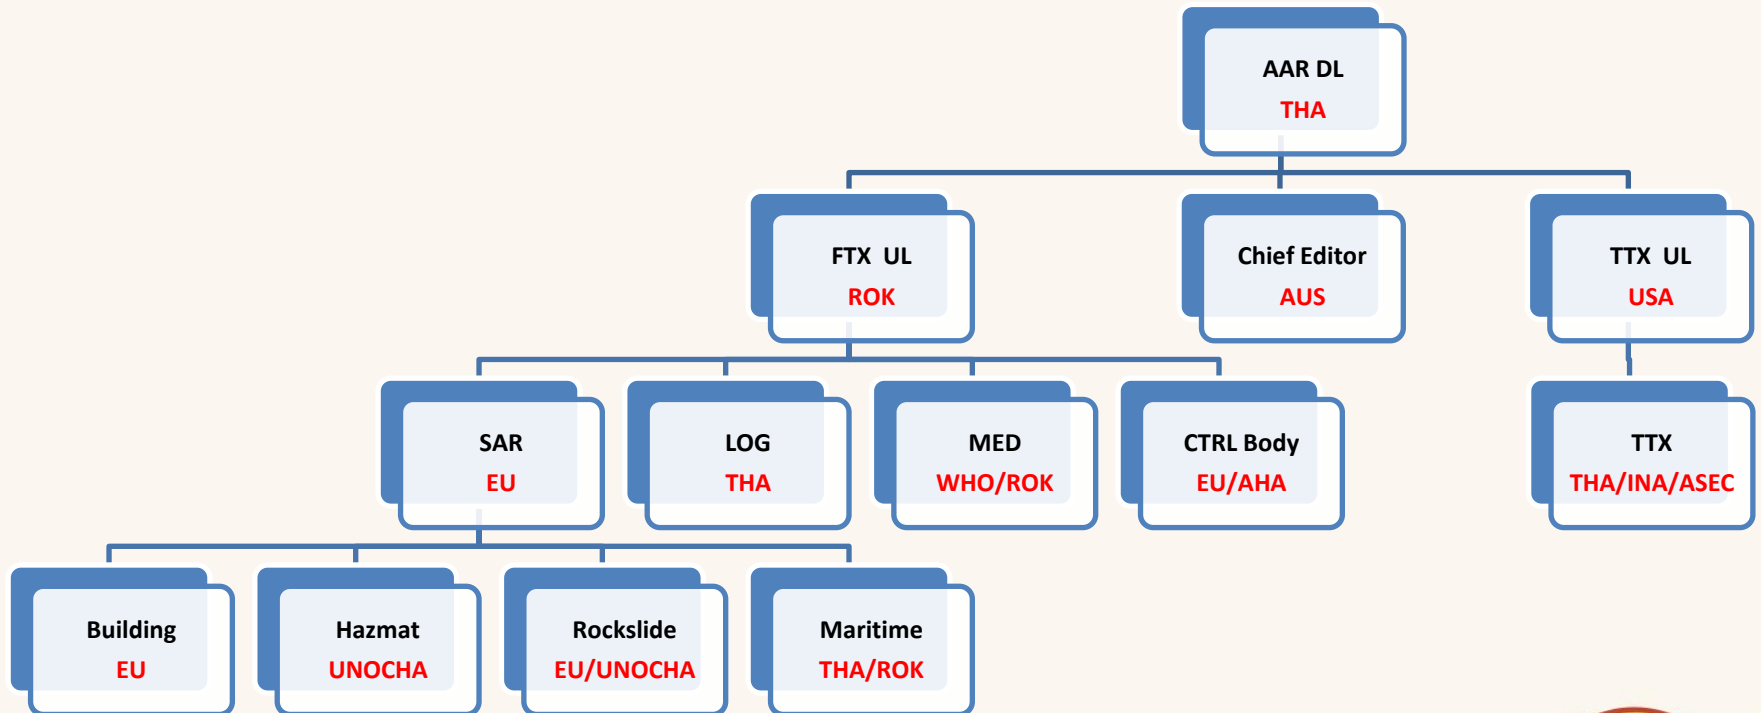 AAR DL
THA
FTX UL
ROK
Chief Editor
AUS
TTX UL
USA
SAR
EU
LOG
THA
MED
WHO/ROK
CTRL Body
EU/AHA
TTX
THA/INA/ASEC
Building
EU
Hazmat
UNOCHA
Rockslide
EU/UNOCHA
Maritime
THA/ROK